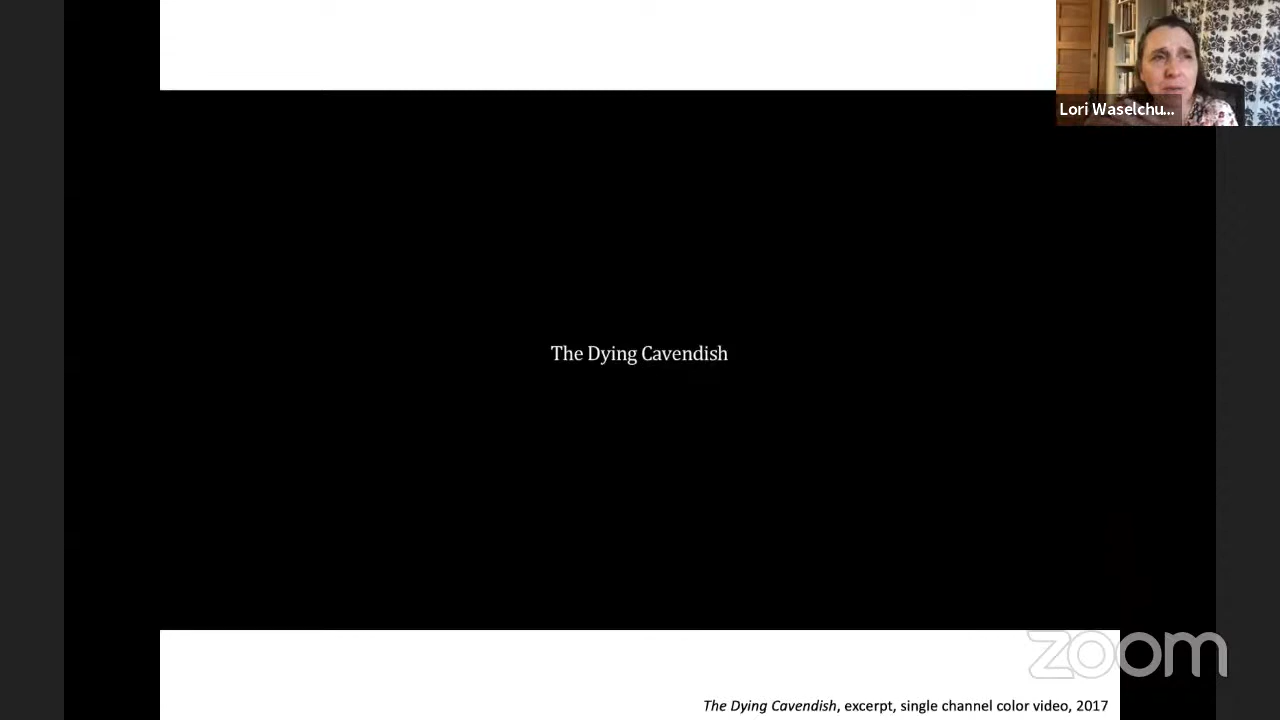 Lori Waselchu...
The Dying Cavendish
zoom
The Dying Cavendish, excerpt, single channel color video, 2017